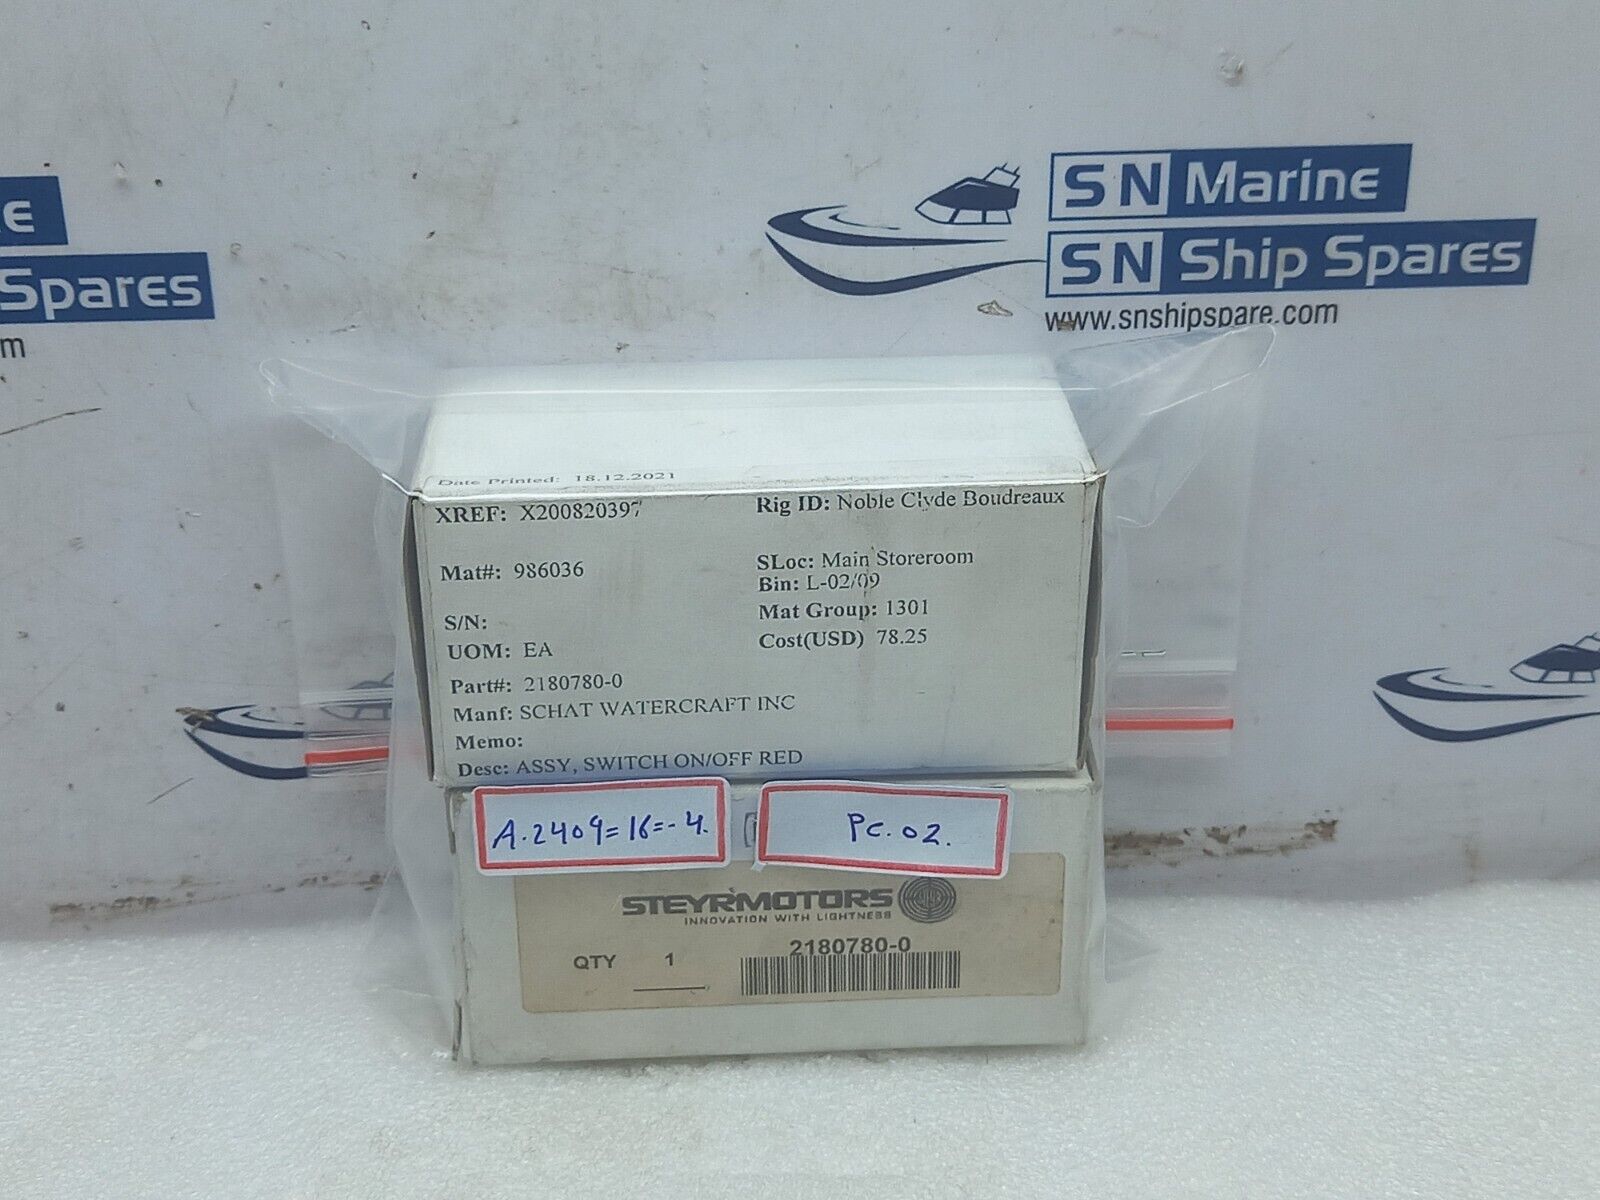 SN Marine
SN Ship Spares
www.snshipspare.com
e
Spares
m
Date Printed: 18.12.2021
XREF: X200820397
Rig ID: Noble Clyde Boudreaux
Mat#: 986036
SLoc: Main Storeroom
Bin: L-02/09
S/N:
Mat Group: 1301
UOM: EA
Cost(USD) 78.25
Part#: 2180780-0
Manf: SCHAT WATERCRAFT INC
Memo:
Desc: ASSY, SWITCH ON/OFF RED
A.2409=16=-4.
PC.02.
STEYR MOTORS
INNOVATION WITH LIGHTNESS
2180780-0
QTY 1